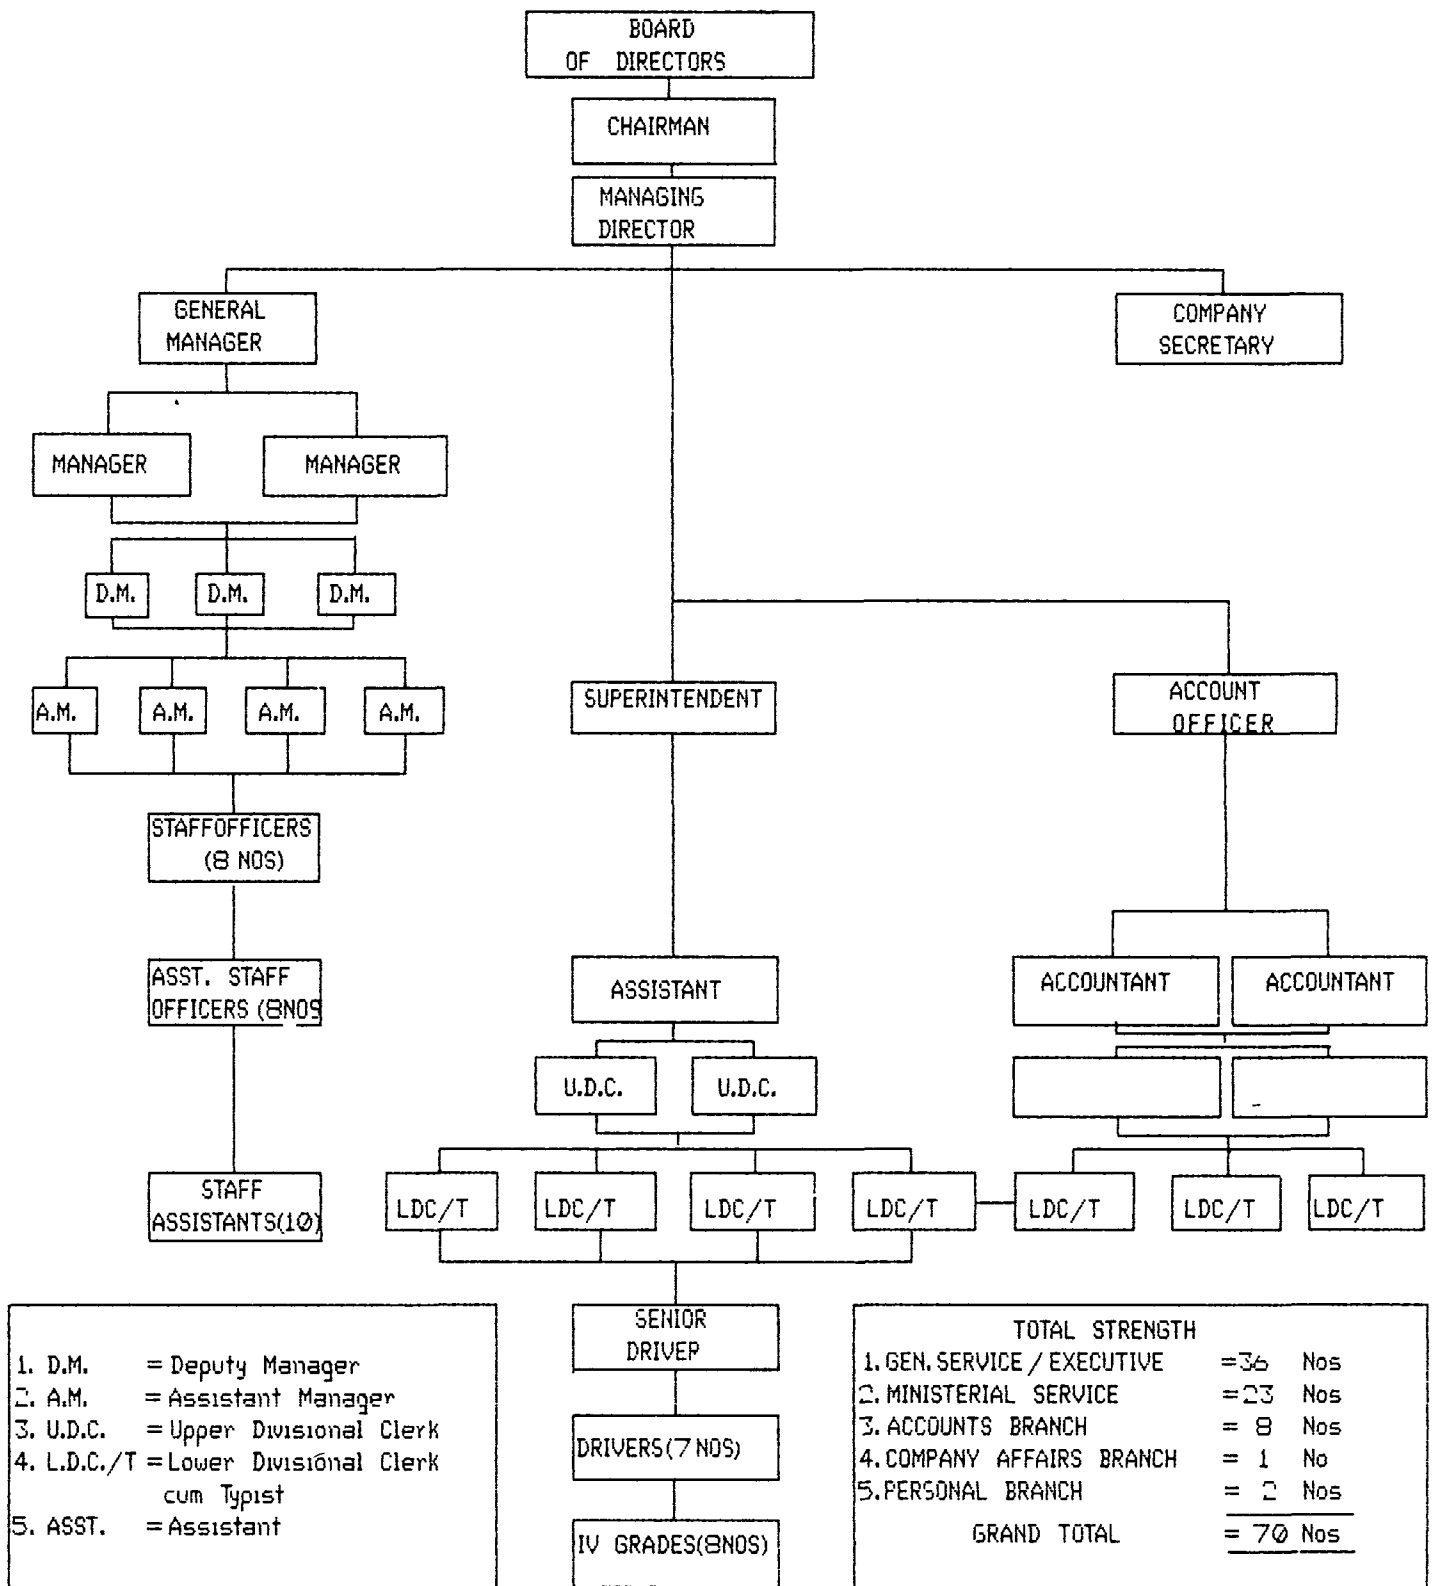 BOARD
OF DIRECTORS
CHAIRMAN
MANAGING
DIRECTOR
GENERAL
MANAGER
COMPANY
SECRETARY
MANAGER
MANAGER
D.M.
D.M.
D.M.
A.M.
A.M.
A.M.
A.M.
SUPERINTENDENT
ACCOUNT
OFFICER
STAFFOFFICERS
(8 NOS)
ASST. STAFF
OFFICERS (8NOS
ASSISTANT
ACCOUNTANT
ACCOUNTANT
U.D.C.
U.D.C.
STAFF
ASSISTANTS(10)
LDC/T
LDC/T
LDC/T
LDC/T
LDC/T
LDC/T
LDC/T
SENIOR
DRIVER
DRIVERS(7 NOS)
IV GRADES(8NOS)
1. D.M. = Deputy Manager
2. A.M. = Assistant Manager
3. U.D.C. = Upper Divisional Clerk
4. L.D.C./T = Lower Divisional Clerk
cum Typist
5. ASST. = Assistant
TOTAL STRENGTH
1. GEN. SERVICE / EXECUTIVE = 36 Nos
2. MINISTERIAL SERVICE = 23 Nos
3. ACCOUNTS BRANCH = 8 Nos
4. COMPANY AFFAIRS BRANCH = 1 No
5. PERSONAL BRANCH = 2 Nos
GRAND TOTAL = 70 Nos